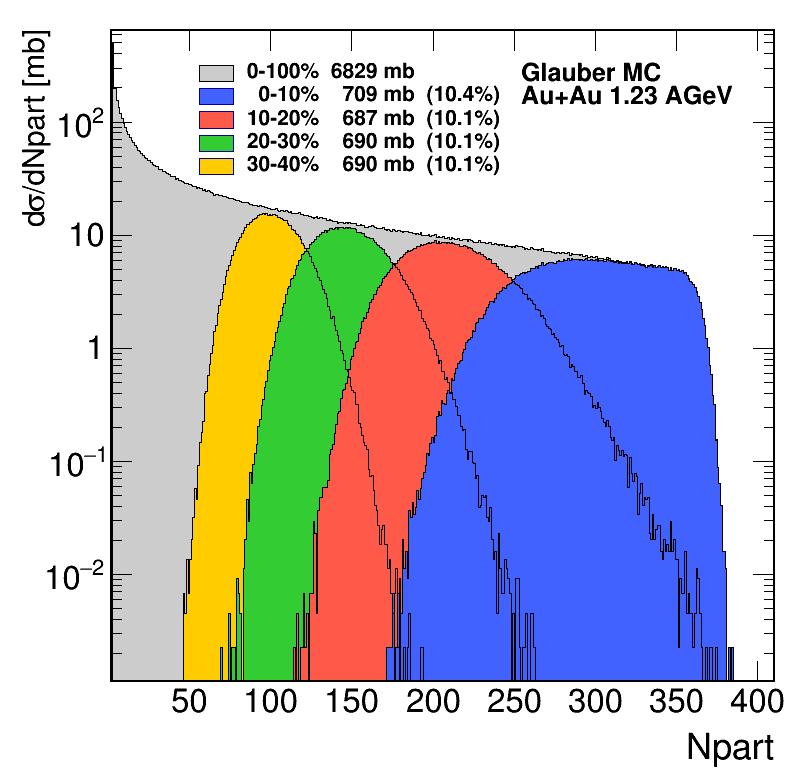 0-100% 6829 mb
0-10% 709 mb (10.4%)
10-20% 687 mb (10.1%)
20-30% 690 mb (10.1%)
30-40% 690 mb (10.1%)
Glauber MC
Au+Au 1.23 AGeV
dσ/dNpart [mb]
10²
10
1
10⁻¹
10⁻²
50 100 150 200 250 300 350 400
Npart